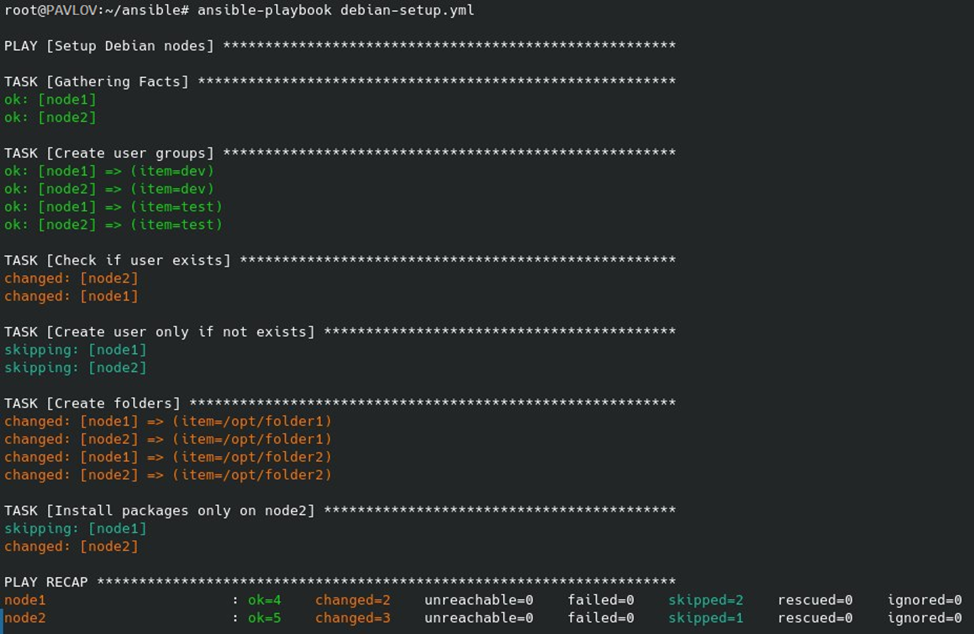 root@PAVLOV:~/ansible# ansible-playbook debian-setup.yml
PLAY [Setup Debian nodes] ******************************************************
TASK [Gathering Facts] *********************************************************
ok: [node1]
ok: [node2]
TASK [Create user groups] ******************************************************
ok: [node1] => (item=dev)
ok: [node2] => (item=dev)
ok: [node1] => (item=test)
ok: [node2] => (item=test)
TASK [Check if user exists] ****************************************************
changed: [node2]
changed: [node1]
TASK [Create user only if not exists] ******************************************
skipping: [node1]
skipping: [node2]
TASK [Create folders] **********************************************************
changed: [node1] => (item=/opt/folder1)
changed: [node2] => (item=/opt/folder1)
changed: [node1] => (item=/opt/folder2)
changed: [node2] => (item=/opt/folder2)
TASK [Install packages only on node2] ******************************************
skipping: [node1]
changed: [node2]
PLAY RECAP *********************************************************************
node1 : ok=4 changed=2 unreachable=0 failed=0 skipped=2 rescued=0 ignored=0
node2 : ok=5 changed=3 unreachable=0 failed=0 skipped=1 rescued=0 ignored=0